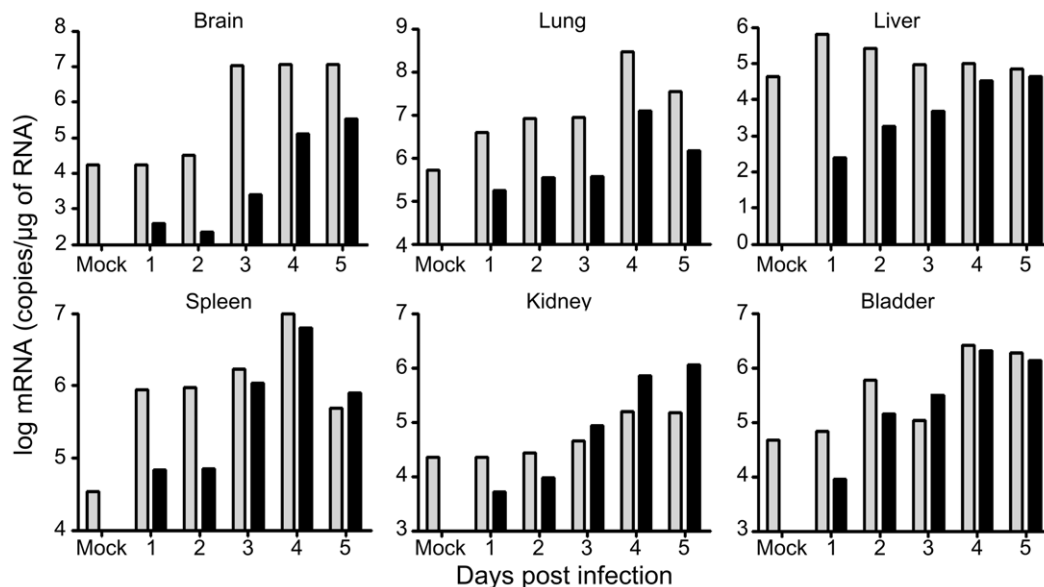 Brain Lung Liver
8 9 6
7 8 5
6 7 4
5 6 3
4 5 2
3 1
2 4 0
Mock 1 2 3 4 5 Mock 1 2 3 4 5 Mock 1 2 3 4 5
Spleen Kidney Bladder
7 7 7
6 6 6
5 5 5
4 4
4 3 3
Mock 1 2 3 4 5 Mock 1 2 3 4 5 Mock 1 2 3 4 5
log mRNA (copies/µg of RNA)
Days post infection